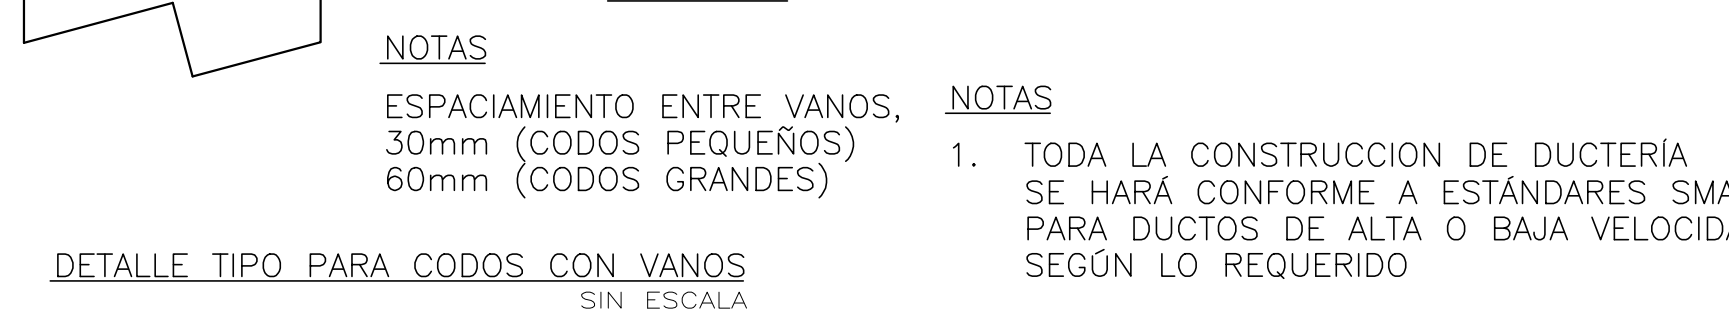 NOTAS
ESPACIAMIENTO ENTRE VANOS,
30mm (CODOS PEQUEÑOS)
60mm (CODOS GRANDES)
DETALLE TIPO PARA CODOS CON VANOS
SIN ESCALA
NOTAS
1. TODA LA CONSTRUCCION DE DUCTERÍA
SE HARÁ CONFORME A ESTÁNDARES
PARA DUCTOS DE ALTA O BAJA
SEGÚN LO REQUERIDO